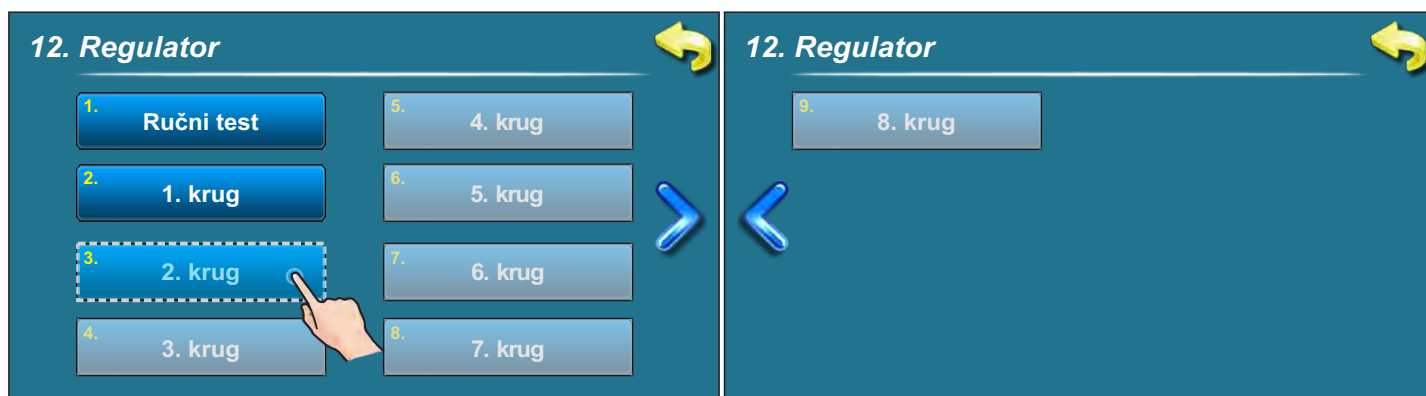 12. Regulator
1. Ručni test
2. 1. krug
3. 2. krug
4. 3. krug
5. 4. krug
6. 5. krug
7. 6. krug
8. 7. krug
12. Regulator
9. 8. krug